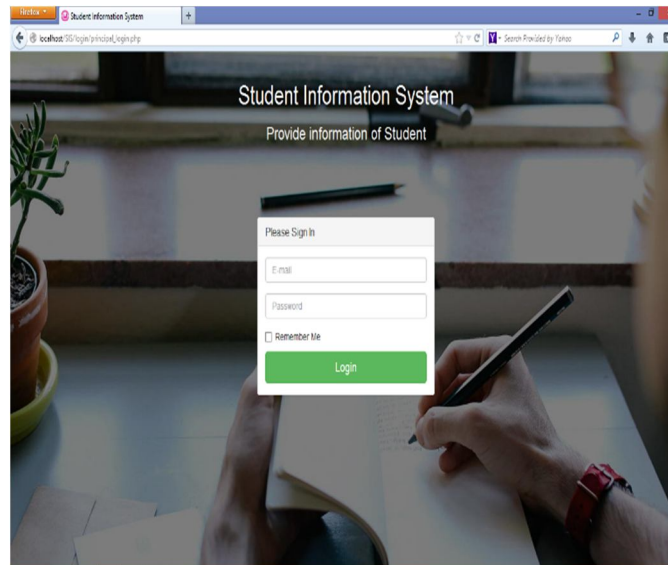 Firefox
Student Information System
localhost/SIS/login/principal_login.php
Search Provided by Yahoo
Student Information System
Provide information of Student
Please Sign In
E-mail
Password
Remember Me
Login